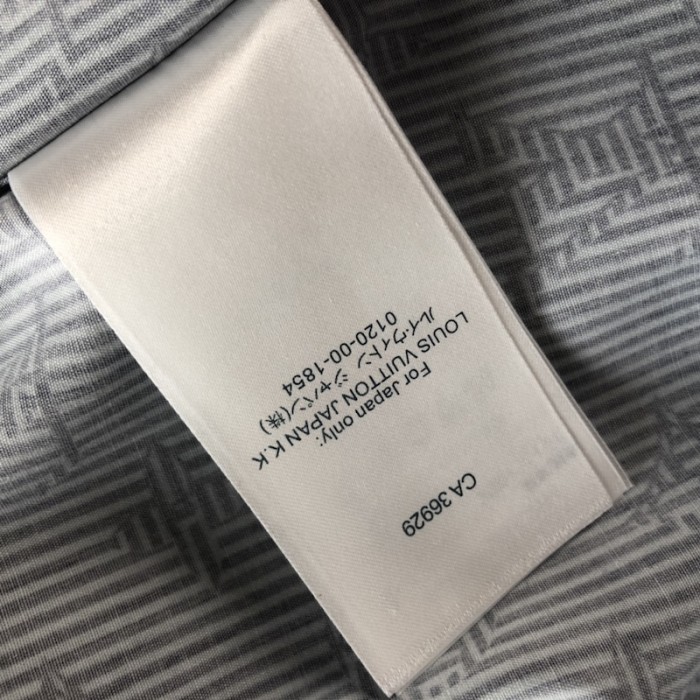 CA 36929
For Japan only:
LOUIS VUITTON JAPAN K.K
ルイ・ヴィトン ジャパン(株)
0120-00-1854